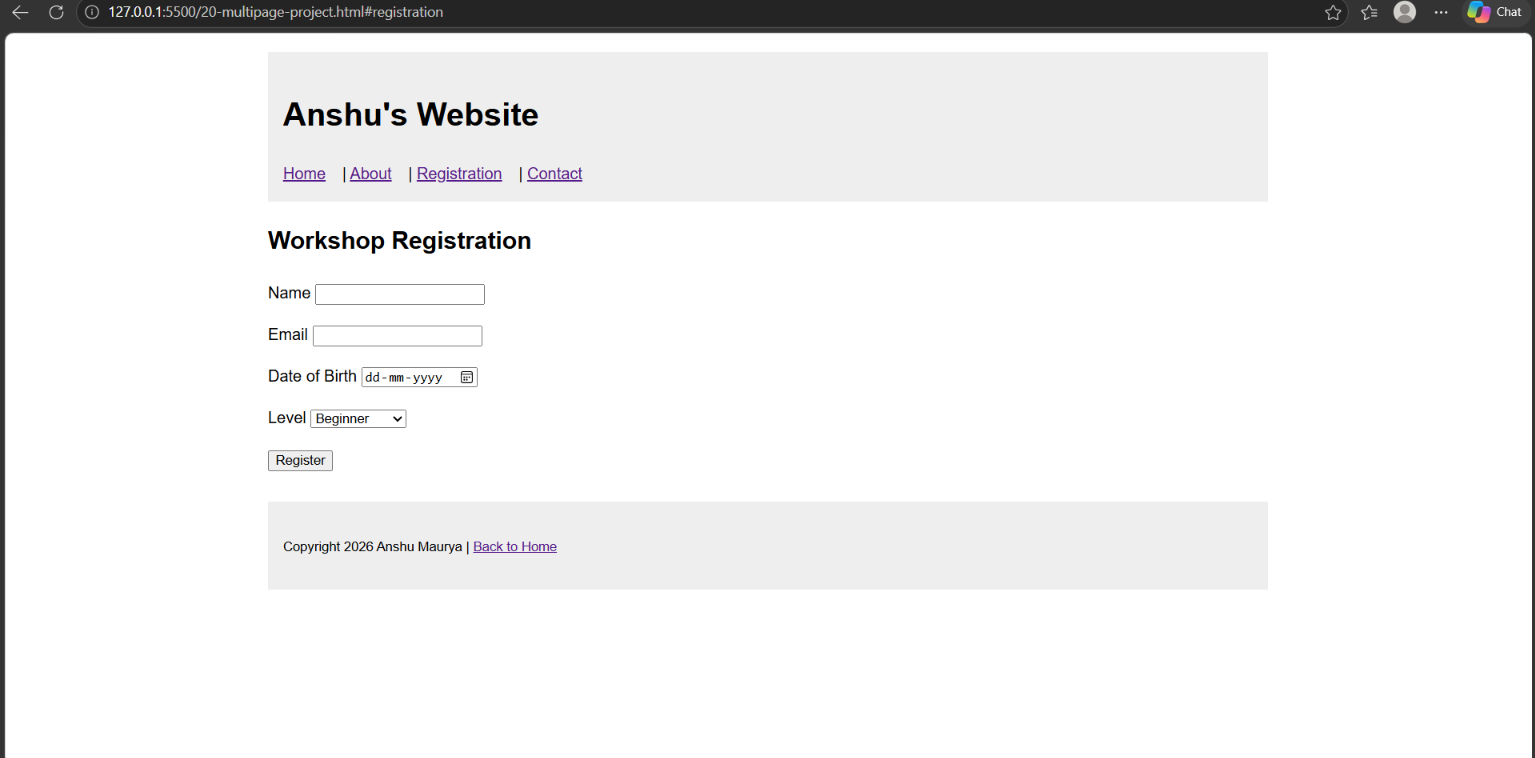 127.0.0.1:5500/20-multipage-project.html#registration
Chat
Anshu's Website
Home | About | Registration | Contact
Workshop Registration
Name
Email
Date of Birth dd-mm-yyyy
Level Beginner
Register
Copyright 2026 Anshu Maurya | Back to Home